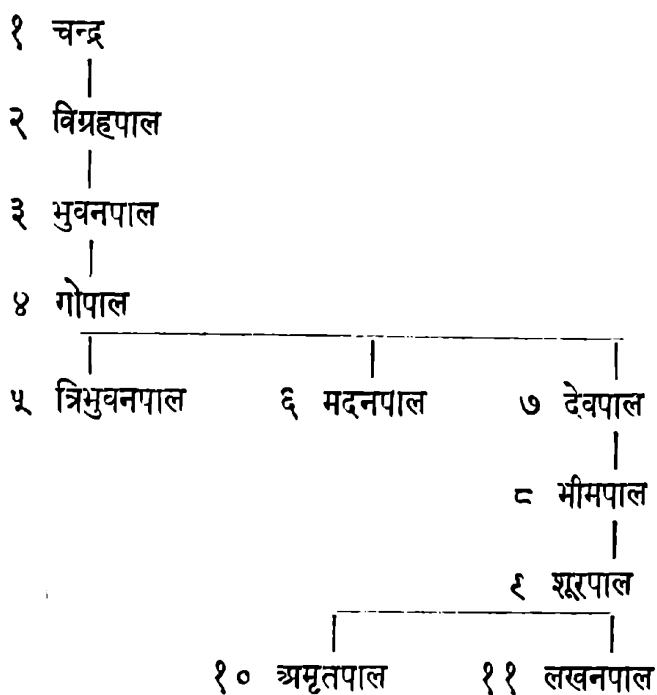 १ चन्द्र
२ विग्रहपाल
३ भुवनपाल
४ गोपाल
५ त्रिभुवनपाल ६ मदनपाल ७ देवपाल
८ भीमपाल
९ शूरपाल
१० अमृतपाल ११ लखनपाल